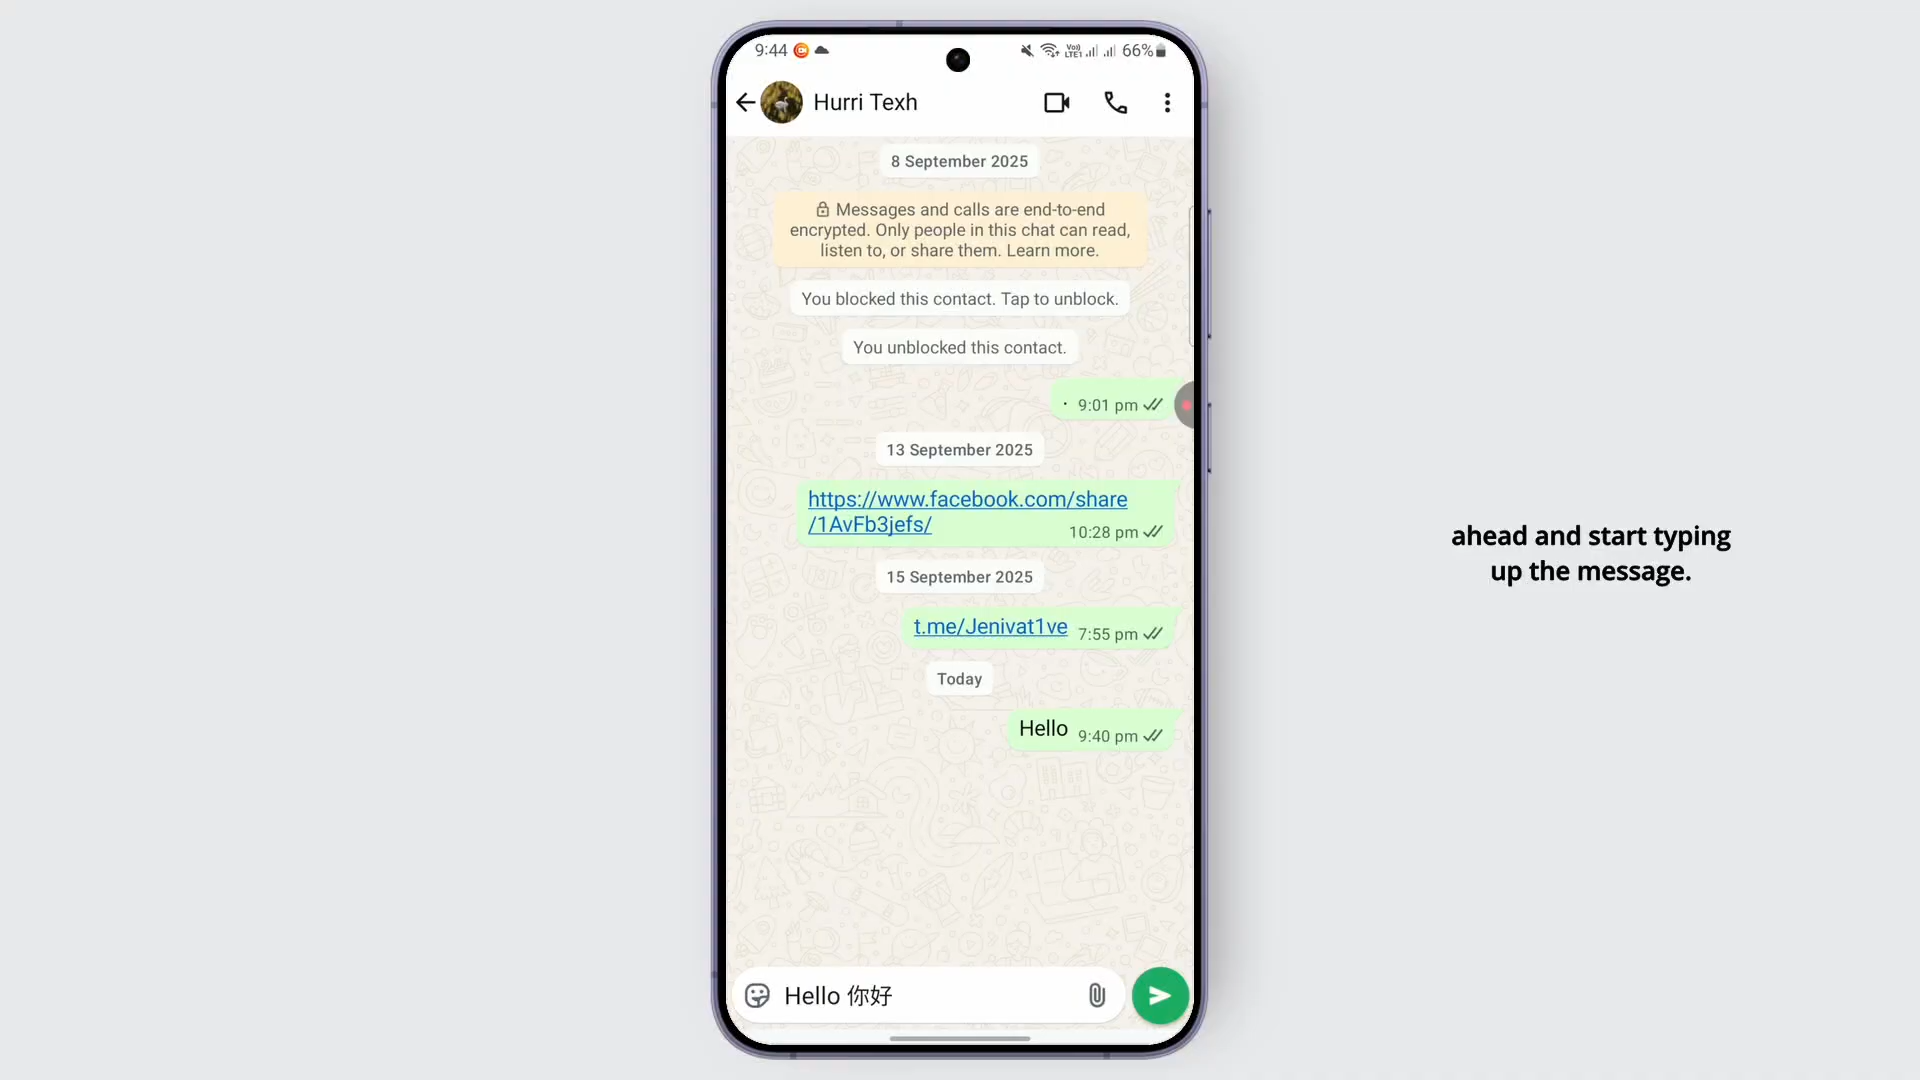 9:44
Vo) LTE1 66%
Hurri Texh
8 September 2025
Messages and calls are end-to-end
encrypted. Only people in this chat can read,
listen to, or share them. Learn more.
You blocked this contact. Tap to unblock.
You unblocked this contact.
. 9:01 pm
13 September 2025
https://www.facebook.com/share
/1AvFb3jefs/
10:28 pm
15 September 2025
t.me/Jenivat1ve 7:55 pm
Today
Hello 9:40 pm
ahead and start typing
up the message.
Hello 你好